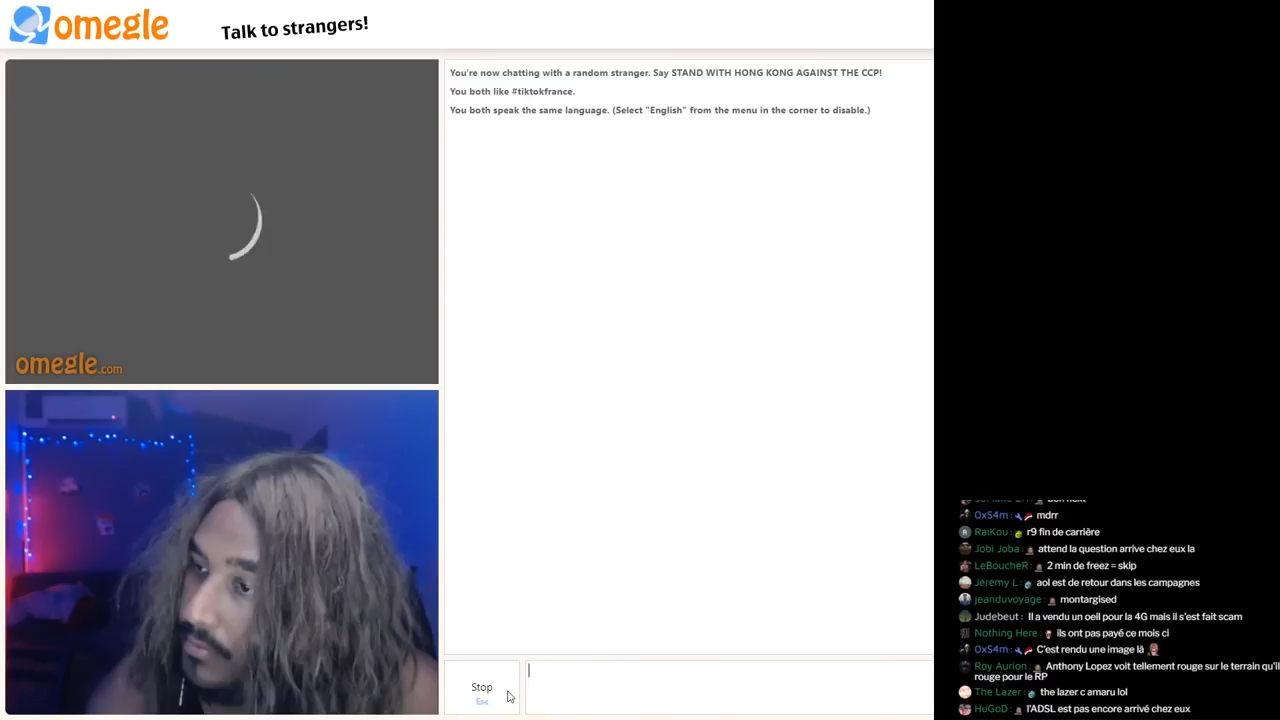 omegle
Talk to strangers!
You're now chatting with a random stranger. Say STAND WITH HONG KONG AGAINST THE CCP!
You both like #tiktokfrance.
You both speak the same language. (Select "English" from the menu in the corner to disable.)
omegle.com
Stop
Esc
0xS4m : mdrr
RaiKou : r9 fin de carrière
Jobi Joba : attend la question arrive chez eux la
LeBoucheR : 2 min de freez = skip
Jérémy L : aol est de retour dans les campagnes
jeanduvoyage : montargised
Judebeut : Il a vendu un oeil pour la 4G mais il s'est fait scam
Nothing Here : ils ont pas payé ce mois ci
0xS4m : C'est rendu une image là
Roy Aurion : Anthony Lopez voit tellement rouge sur le terrain qu'il
rouge pour le RP
The Lazer : the lazer c amaru lol
HuGoD : l'ADSL est pas encore arrivé chez eux